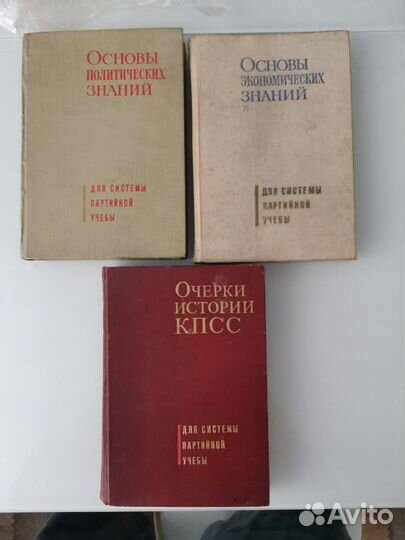 Основы
политических
знаний
Для системы
партийной
учебы
Основы
экономических
знаний
Для системы
партийной
учебы
Очерки
истории
КПСС
Для системы
партийной
учебы
Avito